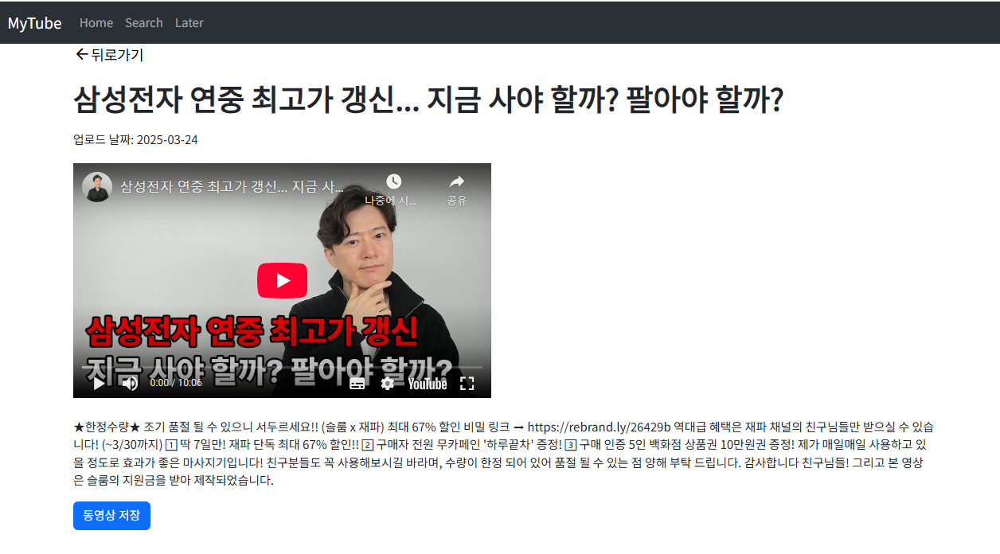 MyTube Home Search Later
←뒤로가기
삼성전자 연중 최고가 갱신... 지금 사야 할까? 팔아야 할까?
업로드 날짜: 2025-03-24
삼성전자 연중 최고가 갱신... 지금 사...
나중에 시...
공유
삼성전자 연중 최고가 갱신
지금 사야 할까? 팔아야 할까?
0:00 / 10:06
YouTube
★한정수량★ 조기 품절 될 수 있으니 서두르세요!! (슬룸 x 재파) 최대 67% 할인 비밀 링크 → https://rebrand.ly/26429b 역대급 혜택은 재파 채널의 친구님들만 받으실 수 있습
니다! (~3/30까지) 1️⃣ 딱 7일만! 재파 단독 최대 67% 할인!! 2️⃣ 구매자 전원 무카페인 '하루끝차' 증정! 3️⃣ 구매 인증 5인 백화점 상품권 10만원권 증정! 제가 매일매일 사용하고 있
을 정도로 효과가 좋은 마사지기입니다! 친구분들도 꼭 사용해보시길 바라며, 수량이 한정 되어 있어 품절 될 수 있는 점 양해 부탁 드립니다. 감사합니다 친구님들! 그리고 본 영상
은 슬룸의 지원금을 받아 제작되었습니다.
동영상 저장